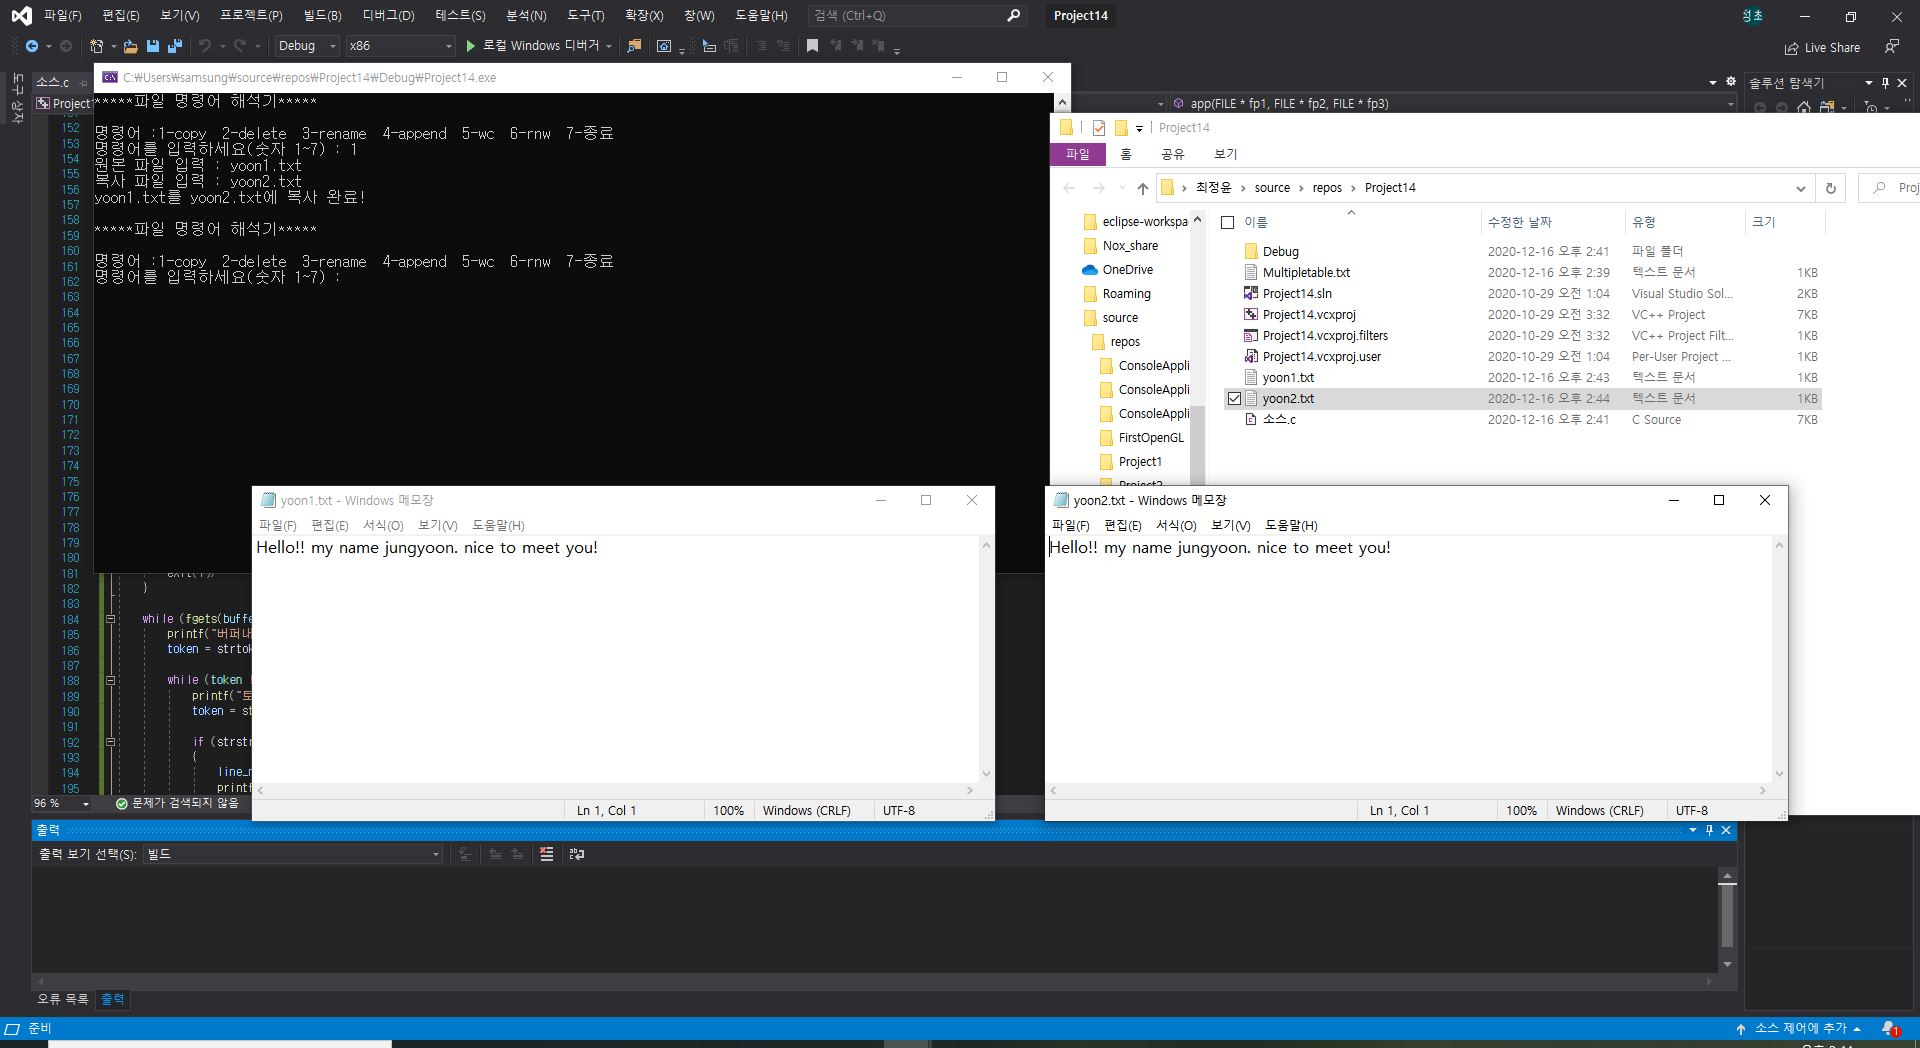 파일(F) 편집(E) 보기(V) 프로젝트(P) 빌드(B) 디버그(D) 테스트(S) 분석(N) 도구(T) 확장(X) 창(W) 도움말(H) 검색 (Ctrl+Q) Project14
Debug x86 로컬 Windows 디버거 Live Share
도구 상자
소스.c
Project1
app(FILE * fp1, FILE * fp2, FILE * fp3)
솔루션 탐색기
C:₩Users₩samsung₩source₩repos₩Project14₩Debug₩Project14.exe
*****파일 명령어 해석기*****
명령어 :1-copy 2-delete 3-rename 4-append 5-wc 6-rnw 7-종료
명령어를 입력하세요(숫자 1~7) : 1
원본 파일 입력 : yoon1.txt
복사 파일 입력 : yoon2.txt
yoon1.txt를 yoon2.txt에 복사 완료!
*****파일 명령어 해석기*****
명령어 :1-copy 2-delete 3-rename 4-append 5-wc 6-rnw 7-종료
명령어를 입력하세요(숫자 1~7) :
152
153
154
155
156
157
158
159
160
161
162
163
164
165
166
167
168
169
170
171
172
173
174
175
176
177
178
179
180
181
182 }
183
184 while (fgets(buffe
185 printf("버퍼내
186 token = strtok
187
188 while (token
189 printf("토
190 token = st
191
192 if (strstr
193 {
194 line_n
195 printf
96 % 문제가 검색되지 않음
Project14
파일 홈 공유 보기
최정윤 > source > repos > Project14
Proj
eclipse-workspa
Nox_share
OneDrive
Roaming
source
repos
ConsoleAppli
ConsoleAppli
ConsoleAppli
FirstOpenGL
Project1
Project2
이름 수정한 날짜 유형 크기
Debug 2020-12-16 오후 2:41 파일 폴더
Multipletable.txt 2020-12-16 오후 2:39 텍스트 문서 1KB
Project14.sln 2020-10-29 오전 1:04 Visual Studio Sol... 2KB
Project14.vcxproj 2020-10-29 오전 3:32 VC++ Project 7KB
Project14.vcxproj.filters 2020-10-29 오전 3:32 VC++ Project Filt... 1KB
Project14.vcxproj.user 2020-10-29 오전 1:04 Per-User Project ... 1KB
yoon1.txt 2020-12-16 오후 2:43 텍스트 문서 1KB
yoon2.txt 2020-12-16 오후 2:44 텍스트 문서 1KB
소스.c 2020-12-16 오후 2:41 C Source 7KB
yoon1.txt - Windows 메모장
파일(F) 편집(E) 서식(O) 보기(V) 도움말(H)
Hello!! my name jungyoon. nice to meet you!
Ln 1, Col 1 100% Windows (CRLF) UTF-8
yoon2.txt - Windows 메모장
파일(F) 편집(E) 서식(O) 보기(V) 도움말(H)
Hello!! my name jungyoon. nice to meet you!
Ln 1, Col 1 100% Windows (CRLF) UTF-8
출력
출력 보기 선택(S): 빌드
오류 목록 출력
준비 소스 제어에 추가 1